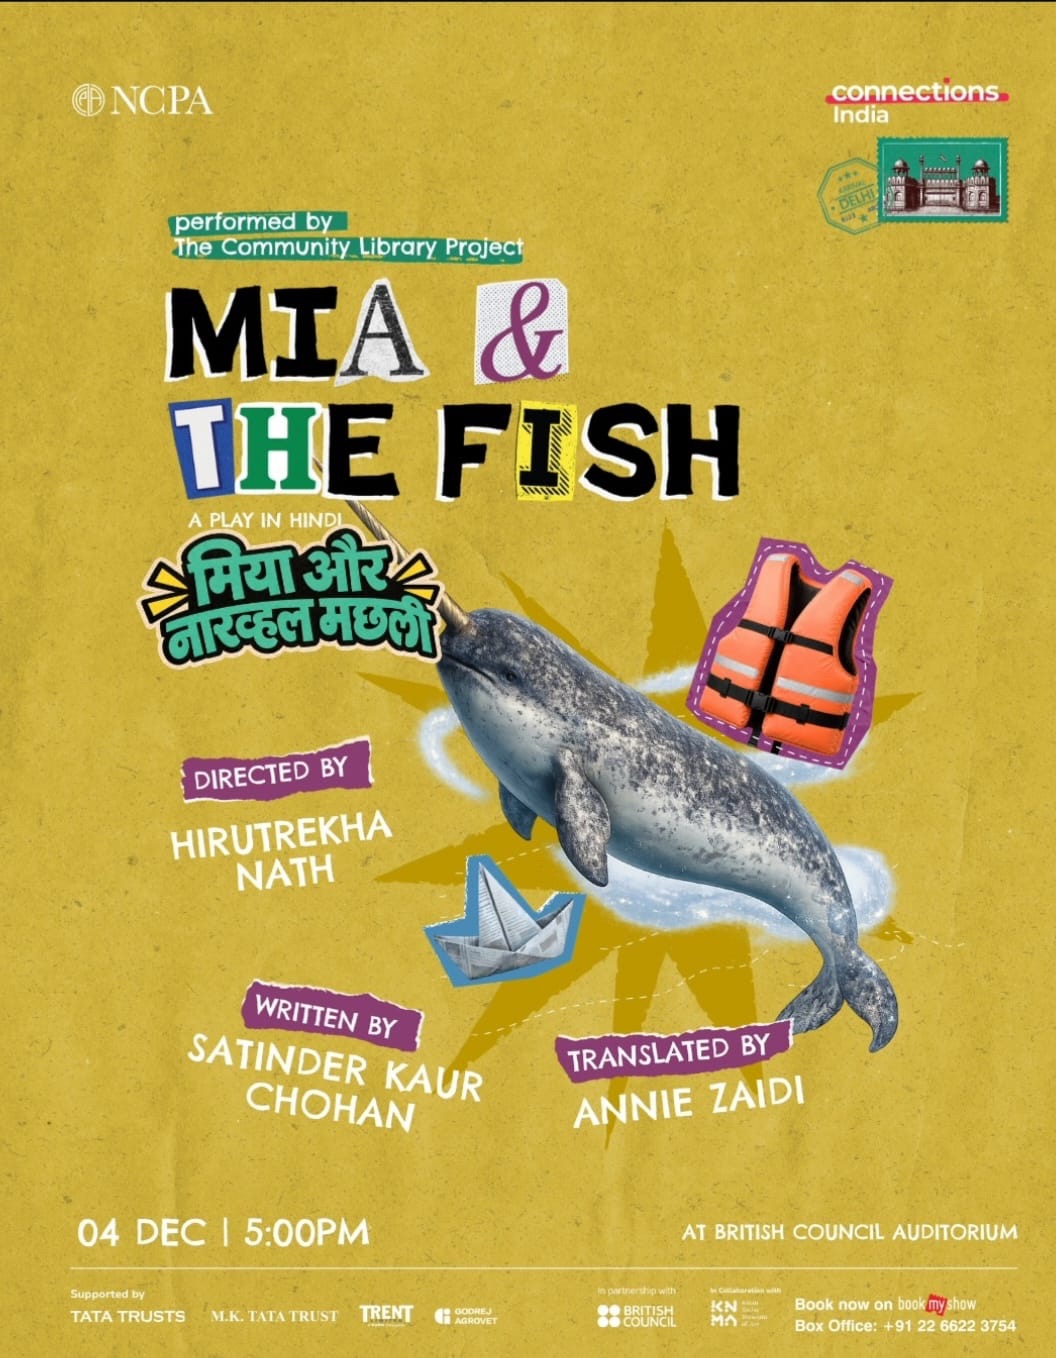 NCPA
connections
India
ARRIVAL
DELHI
performed by
The Community Library Project
MIA &
THE FISH
A PLAY IN HINDI
मिया और
नारव्हल मछली
DIRECTED BY
HIRUTREKHA
NATH
WRITTEN BY
SATINDER KAUR
CHOHAN
TRANSLATED BY
ANNIE ZAIDI
04 DEC | 5:00PM
AT BRITISH COUNCIL AUDITORIUM
Supported by
TATA TRUSTS
M.K. TATA TRUST
TRENT
GODREJ
AGROVET
In partnership with
BRITISH
COUNCIL
In Collaboration with
KN
MA
Book now on bookmyshow
Box Office: +91 22 6622 3754